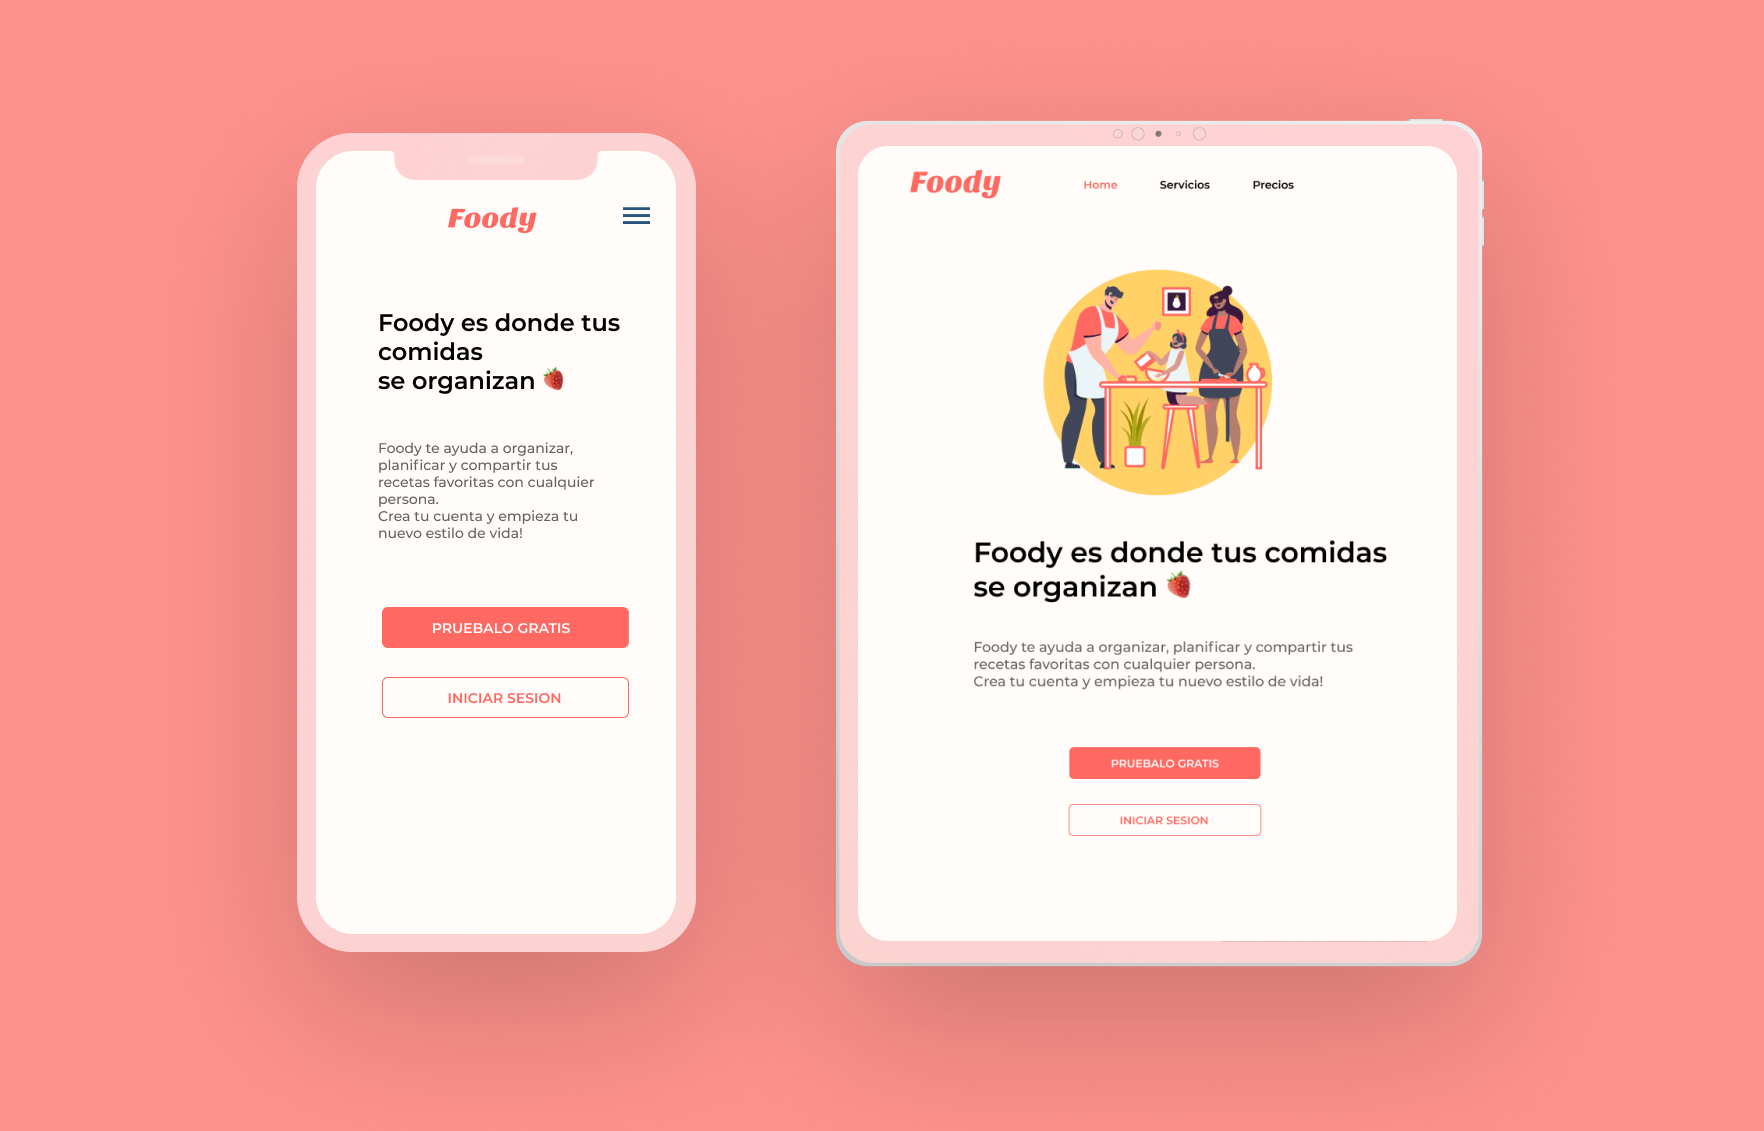 Foody
Foody es donde tus
comidas
se organizan 🍓
Foody te ayuda a organizar,
planificar y compartir tus
recetas favoritas con cualquier
persona.
Crea tu cuenta y empieza tu
nuevo estilo de vida!
PRUEBALO GRATIS
INICIAR SESION
Foody
Home Servicios Precios
Foody es donde tus comidas
se organizan 🍓
Foody te ayuda a organizar, planificar y compartir tus
recetas favoritas con cualquier persona.
Crea tu cuenta y empieza tu nuevo estilo de vida!
PRUEBALO GRATIS
INICIAR SESION